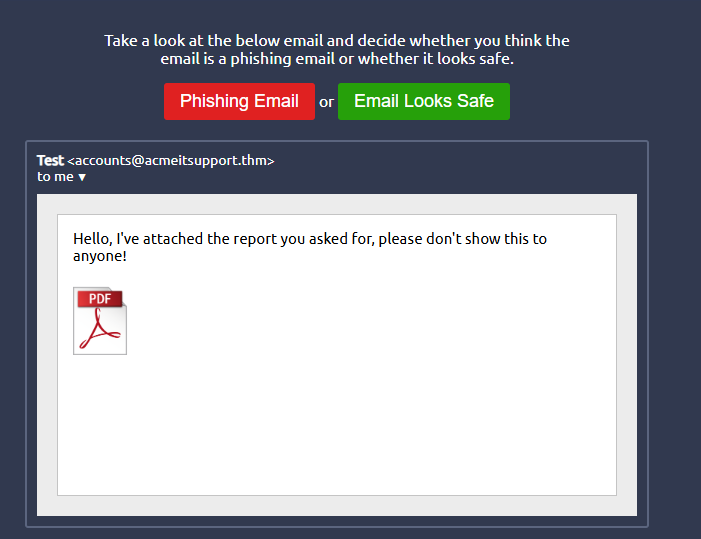 Take a look at the below email and decide whether you think the
email is a phishing email or whether it looks safe.
Phishing Email or Email Looks Safe
Test <accounts@acmeitsupport.thm>
to me ▼
Hello, I've attached the report you asked for, please don't show this to
anyone!
PDF